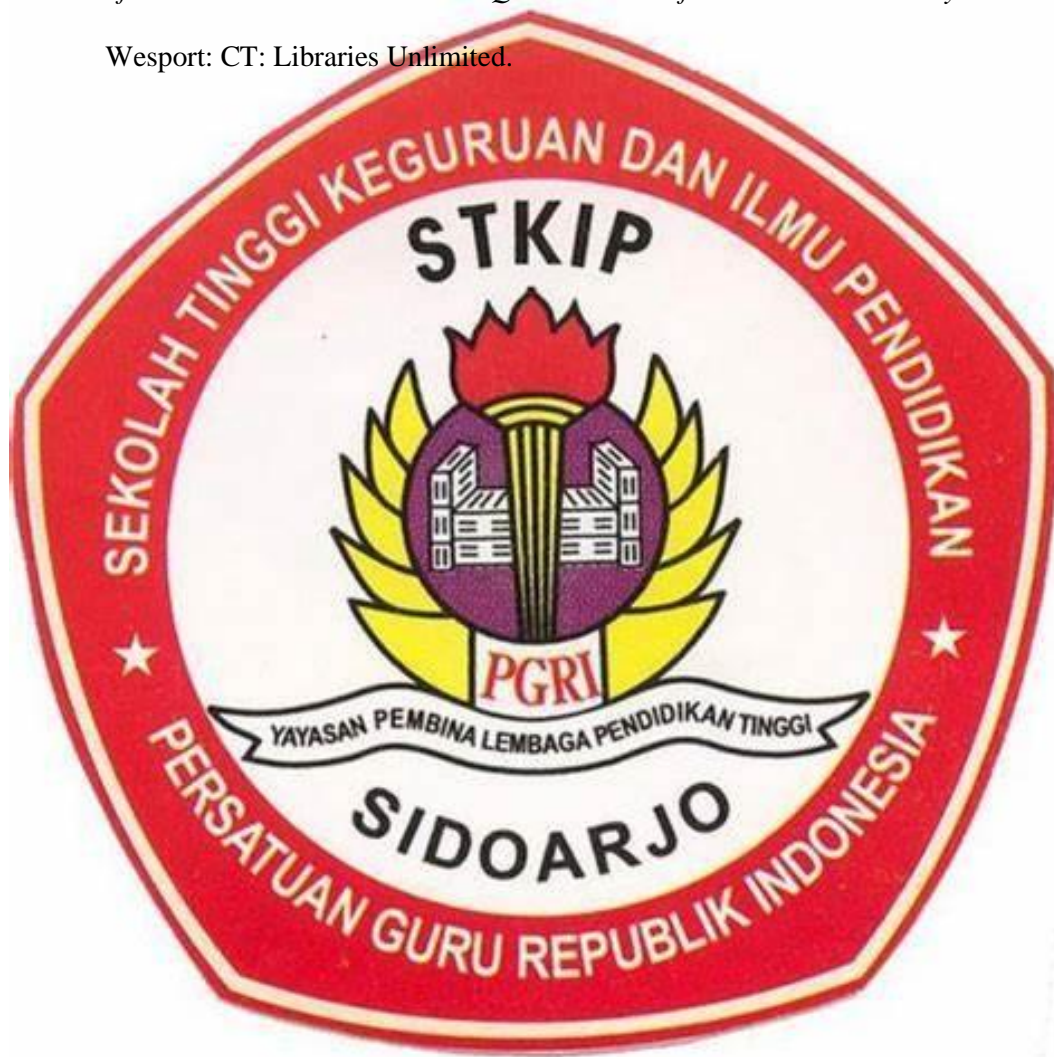 Wesport: CT: Libraries Unlimited.
SEKOLAH TINGGI KEGURUAN DAN ILMU PENDIDIKAN
STKIP
PGRI
YAYASAN PEMBINA LEMBAGA PENDIDIKAN TINGGI
SIDOARJO
PERSATUAN GURU REPUBLIK INDONESIA